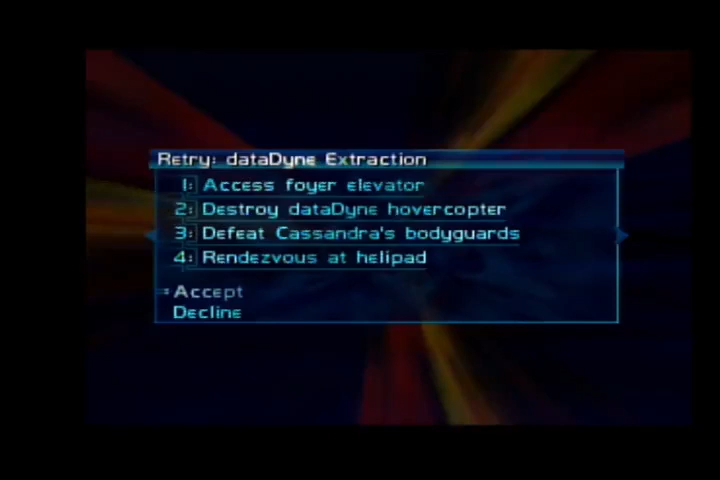 Retry: dataDyne Extraction
1: Access foyer elevator
2: Destroy dataDyne hovercopter
3: Defeat Cassandra's bodyguards
4: Rendezvous at helipad
Accept
Decline